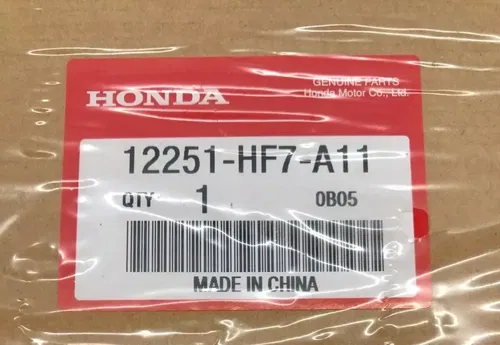 GENUINE PARTS
HONDA Honda Motor Co., Ltd.
12251-HF7-A11
QTY 1 0B05
MADE IN CHINA